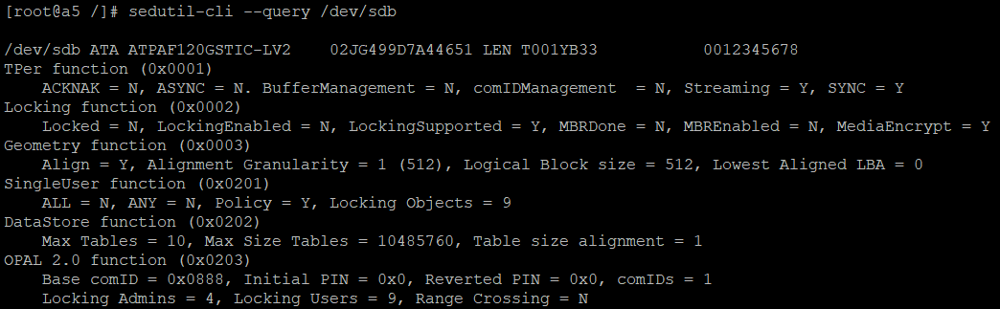 [root@a5 /]# sedutil-cli --query /dev/sdb
/dev/sdb ATA ATPAF120GSTIC-LV2 02JG499D7A44651 LEN T001YB33 0012345678
TPer function (0x0001)
ACKNAK = N, ASYNC = N. BufferManagement = N, comIDManagement = N, Streaming = Y, SYNC = Y
Locking function (0x0002)
Locked = N, LockingEnabled = N, LockingSupported = Y, MBRDone = N, MBREnabled = N, MediaEncrypt = Y
Geometry function (0x0003)
Align = Y, Alignment Granularity = 1 (512), Logical Block size = 512, Lowest Aligned LBA = 0
SingleUser function (0x0201)
ALL = N, ANY = N, Policy = Y, Locking Objects = 9
DataStore function (0x0202)
Max Tables = 10, Max Size Tables = 10485760, Table size alignment = 1
OPAL 2.0 function (0x0203)
Base comID = 0x0888, Initial PIN = 0x0, Reverted PIN = 0x0, comIDs = 1
Locking Admins = 4, Locking Users = 9, Range Crossing = N